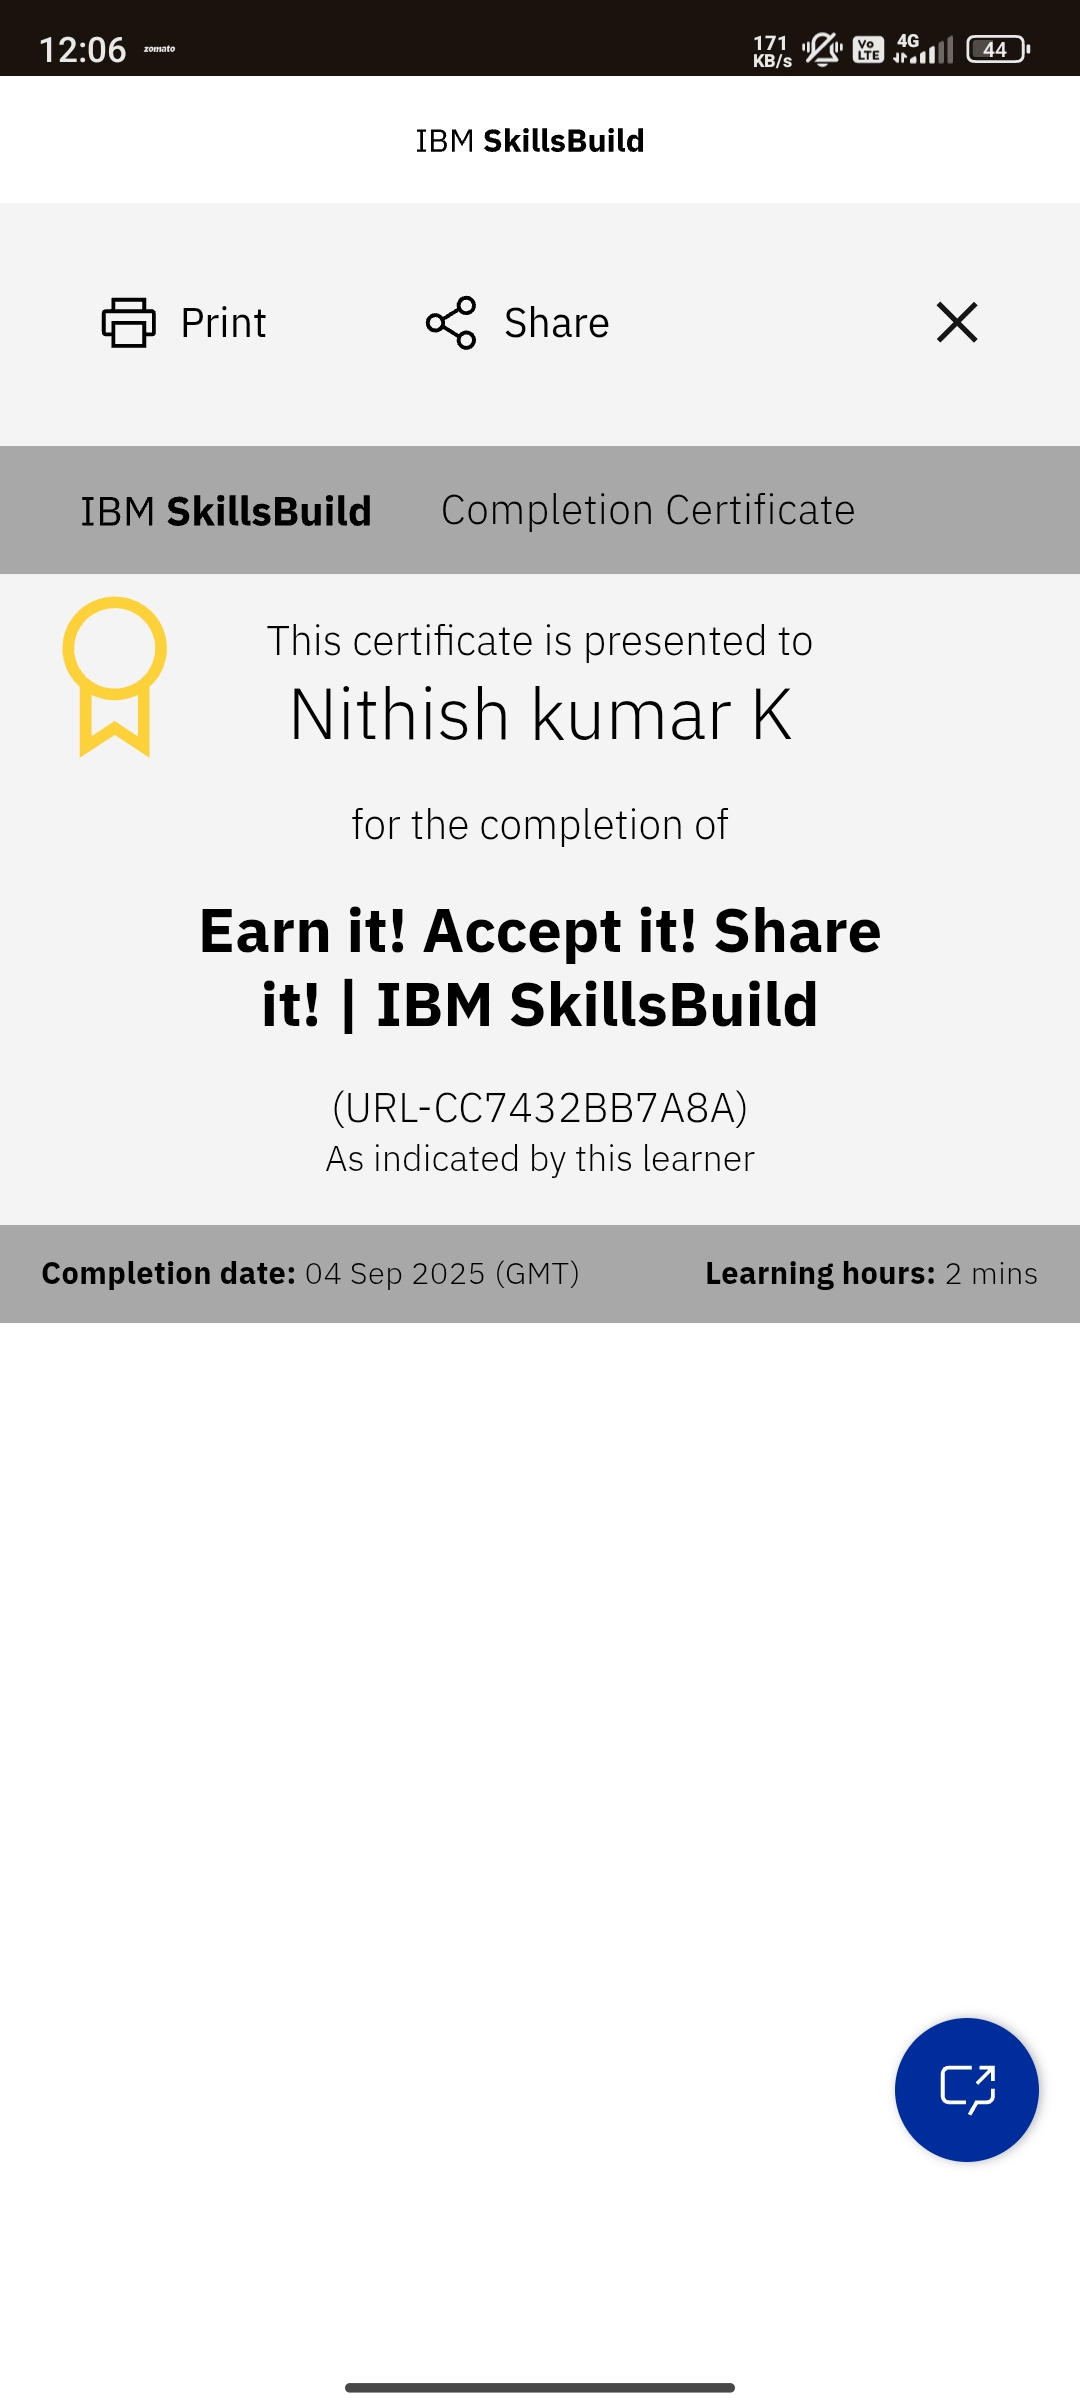 12:06 zomato 171 KB/s Vo LTE 4G 44
IBM SkillsBuild
Print Share
IBM SkillsBuild Completion Certificate
This certificate is presented to
Nithish kumar K
for the completion of
Earn it! Accept it! Share
it! | IBM SkillsBuild
(URL-CC7432BB7A8A)
As indicated by this learner
Completion date: 04 Sep 2025 (GMT) Learning hours: 2 mins